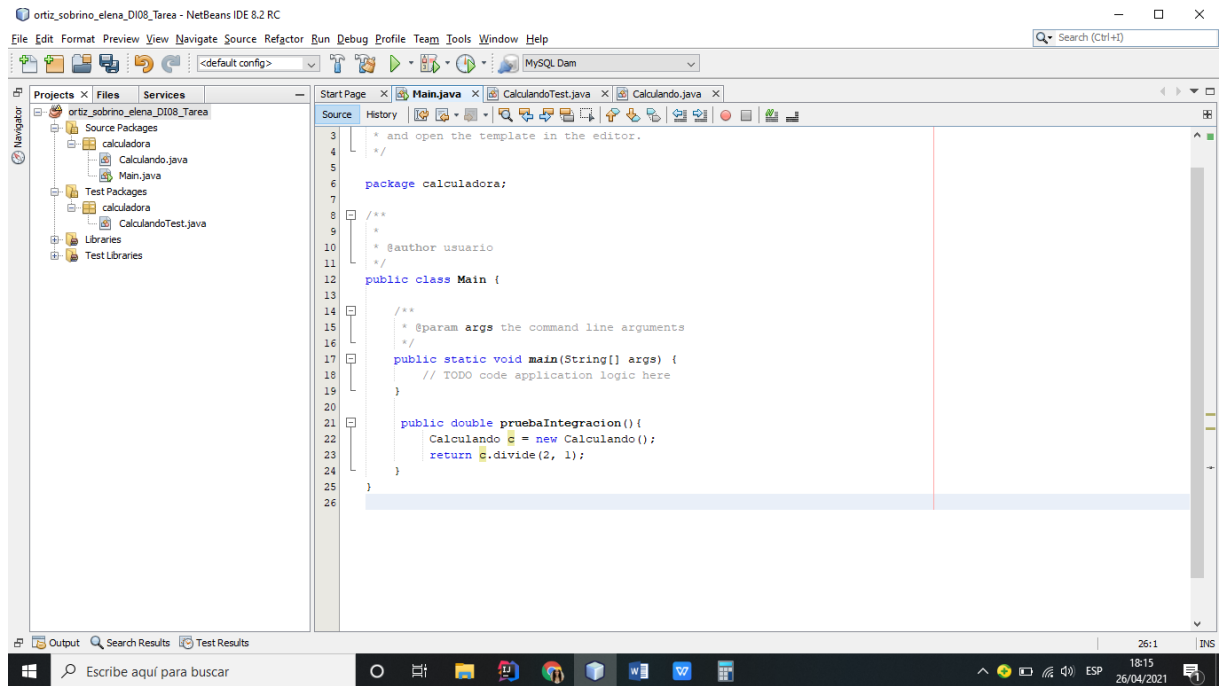 ortiz_sobrino_elena_DI08_Tarea - NetBeans IDE 8.2 RC
File Edit Format Preview View Navigate Source Refactor Run Debug Profile Team Tools Window Help
Search (Ctrl+I)
<default config>
MySQL Dam
Navigator
Projects Files Services
ortiz_sobrino_elena_DI08_Tarea
Source Packages
calculadora
Calculando.java
Main.java
Test Packages
calculadora
CalculandoTest.java
Libraries
Test Libraries
Start Page Main.java CalculandoTest.java Calculando.java
Source History
3 * and open the template in the editor.
4 */
5
6 package calculadora;
7
8 /**
9 *
10 * @author usuario
11 */
12 public class Main {
13
14 /**
15 * @param args the command line arguments
16 */
17 public static void main(String[] args) {
18 // TODO code application logic here
19 }
20
21 public double pruebaIntegracion(){
22 Calculando c = new Calculando();
23 return c.divide(2, 1);
24 }
25 }
26
Output Search Results Test Results
26:1 INS
Escribe aquí para buscar
ESP
18:15
26/04/2021
1